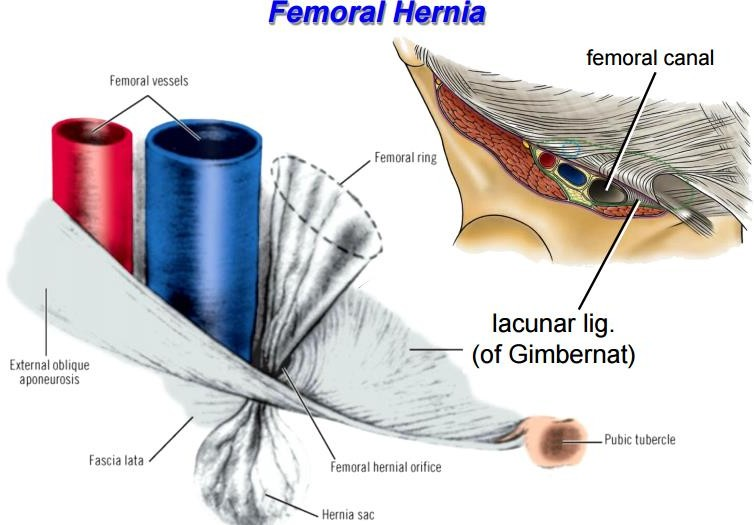 Femoral Hernia
femoral canal
Femoral vessels
Femoral ring
lacunar lig.
(of Gimbernat)
External oblique
aponeurosis
Pubic tubercle
Fascia lata
Femoral hernial orifice
Hernia sac